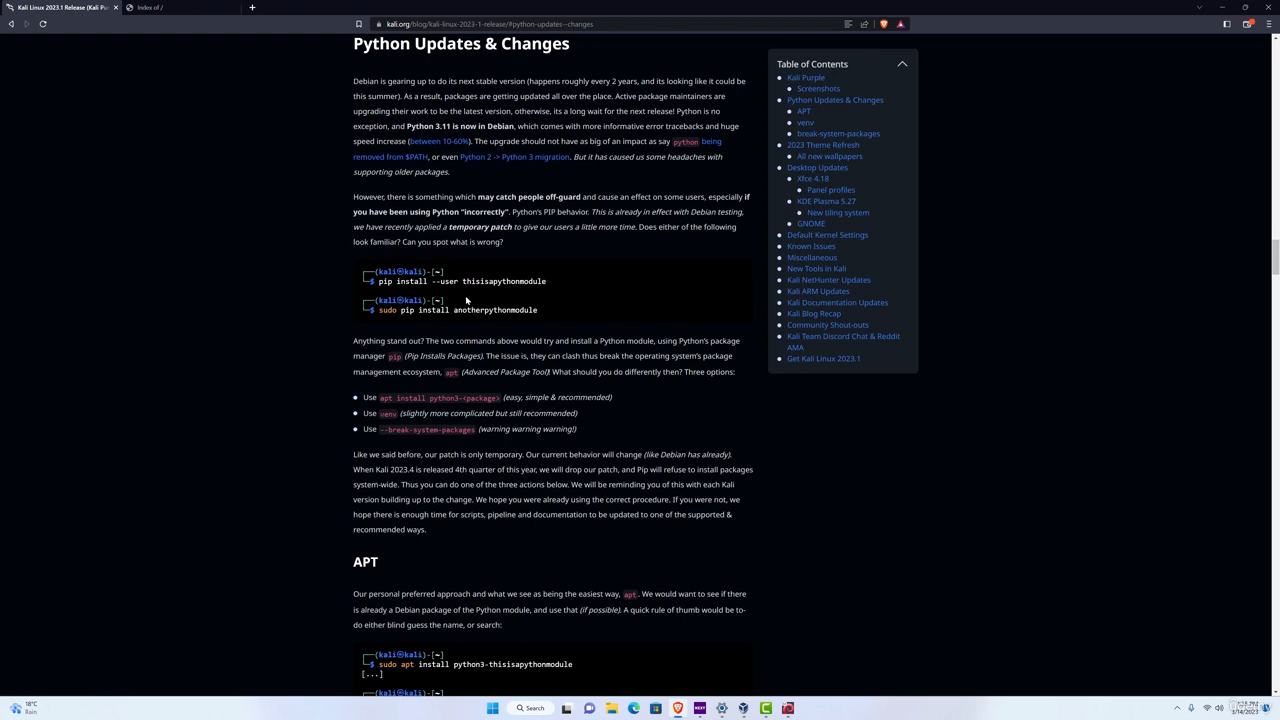 Kali Linux 2023.1 Release (Kali P
Index of /
kali.org/blog/kali-linux-2023-1-release/#python-updates--changes
Python Updates & Changes
Debian is gearing up to do its next stable version (happens roughly every 2 years, and its looking like it could be
this summer). As a result, packages are getting updated all over the place. Active package maintainers are
upgrading their work to be the latest version, otherwise, its a long wait for the next release! Python is no
exception, and Python 3.11 is now in Debian, which comes with more informative error tracebacks and huge
speed increase (between 10-60%). The upgrade should not have as big of an impact as say python being
removed from $PATH, or even Python 2 -> Python 3 migration. But it has caused us some headaches with
supporting older packages.
However, there is something which may catch people off-guard and cause an effect on some users, especially if
you have been using Python "incorrectly". Python's PIP behavior. This is already in effect with Debian testing,
we have recently applied a temporary patch to give our users a little more time. Does either of the following
look familiar? Can you spot what is wrong?
┌──(kali㉿kali)-[~]
└─$ pip install --user thisisapythonmodule
┌──(kali㉿kali)-[~]
└─$ sudo pip install anotherpythonmodule
Anything stand out? The two commands above would try and install a Python module, using Python's package
manager pip (Pip Installs Packages). The issue is, they can clash thus break the operating system's package
management ecosystem, apt (Advanced Package Tool)! What should you do differently then? Three options:
Use apt install python3-<package> (easy, simple & recommended)
Use venv (slightly more complicated but still recommended)
Use --break-system-packages (warning warning warning!)
Like we said before, our patch is only temporary. Our current behavior will change (like Debian has already).
When Kali 2023.4 is released 4th quarter of this year, we will drop our patch, and Pip will refuse to install packages
system-wide. Thus you can do one of the three actions below. We will be reminding you of this with each Kali
version building up to the change. We hope you were already using the correct procedure. If you were not, we
hope there is enough time for scripts, pipeline and documentation to be updated to one of the supported &
recommended ways.
APT
Our personal preferred approach and what we see as being the easiest way, apt. We would want to see if there
is already a Debian package of the Python module, and use that (if possible). A quick rule of thumb would be to-
do either blind guess the name, or search:
┌──(kali㉿kali)-[~]
└─$ sudo apt install python3-thisisapythonmodule
[...]
┌──(kali㉿kali)-[~]
Table of Contents
Kali Purple
Screenshots
Python Updates & Changes
APT
venv
break-system-packages
2023 Theme Refresh
All new wallpapers
Desktop Updates
Xfce 4.18
Panel profiles
KDE Plasma 5.27
New tiling system
GNOME
Default Kernel Settings
Known Issues
Miscellaneous
New Tools in Kali
Kali NetHunter Updates
Kali ARM Updates
Kali Documentation Updates
Kali Blog Recap
Community Shout-outs
Kali Team Discord Chat & Reddit
AMA
Get Kali Linux 2023.1
18°C
Rain
Search
NEXT
3/14/2023